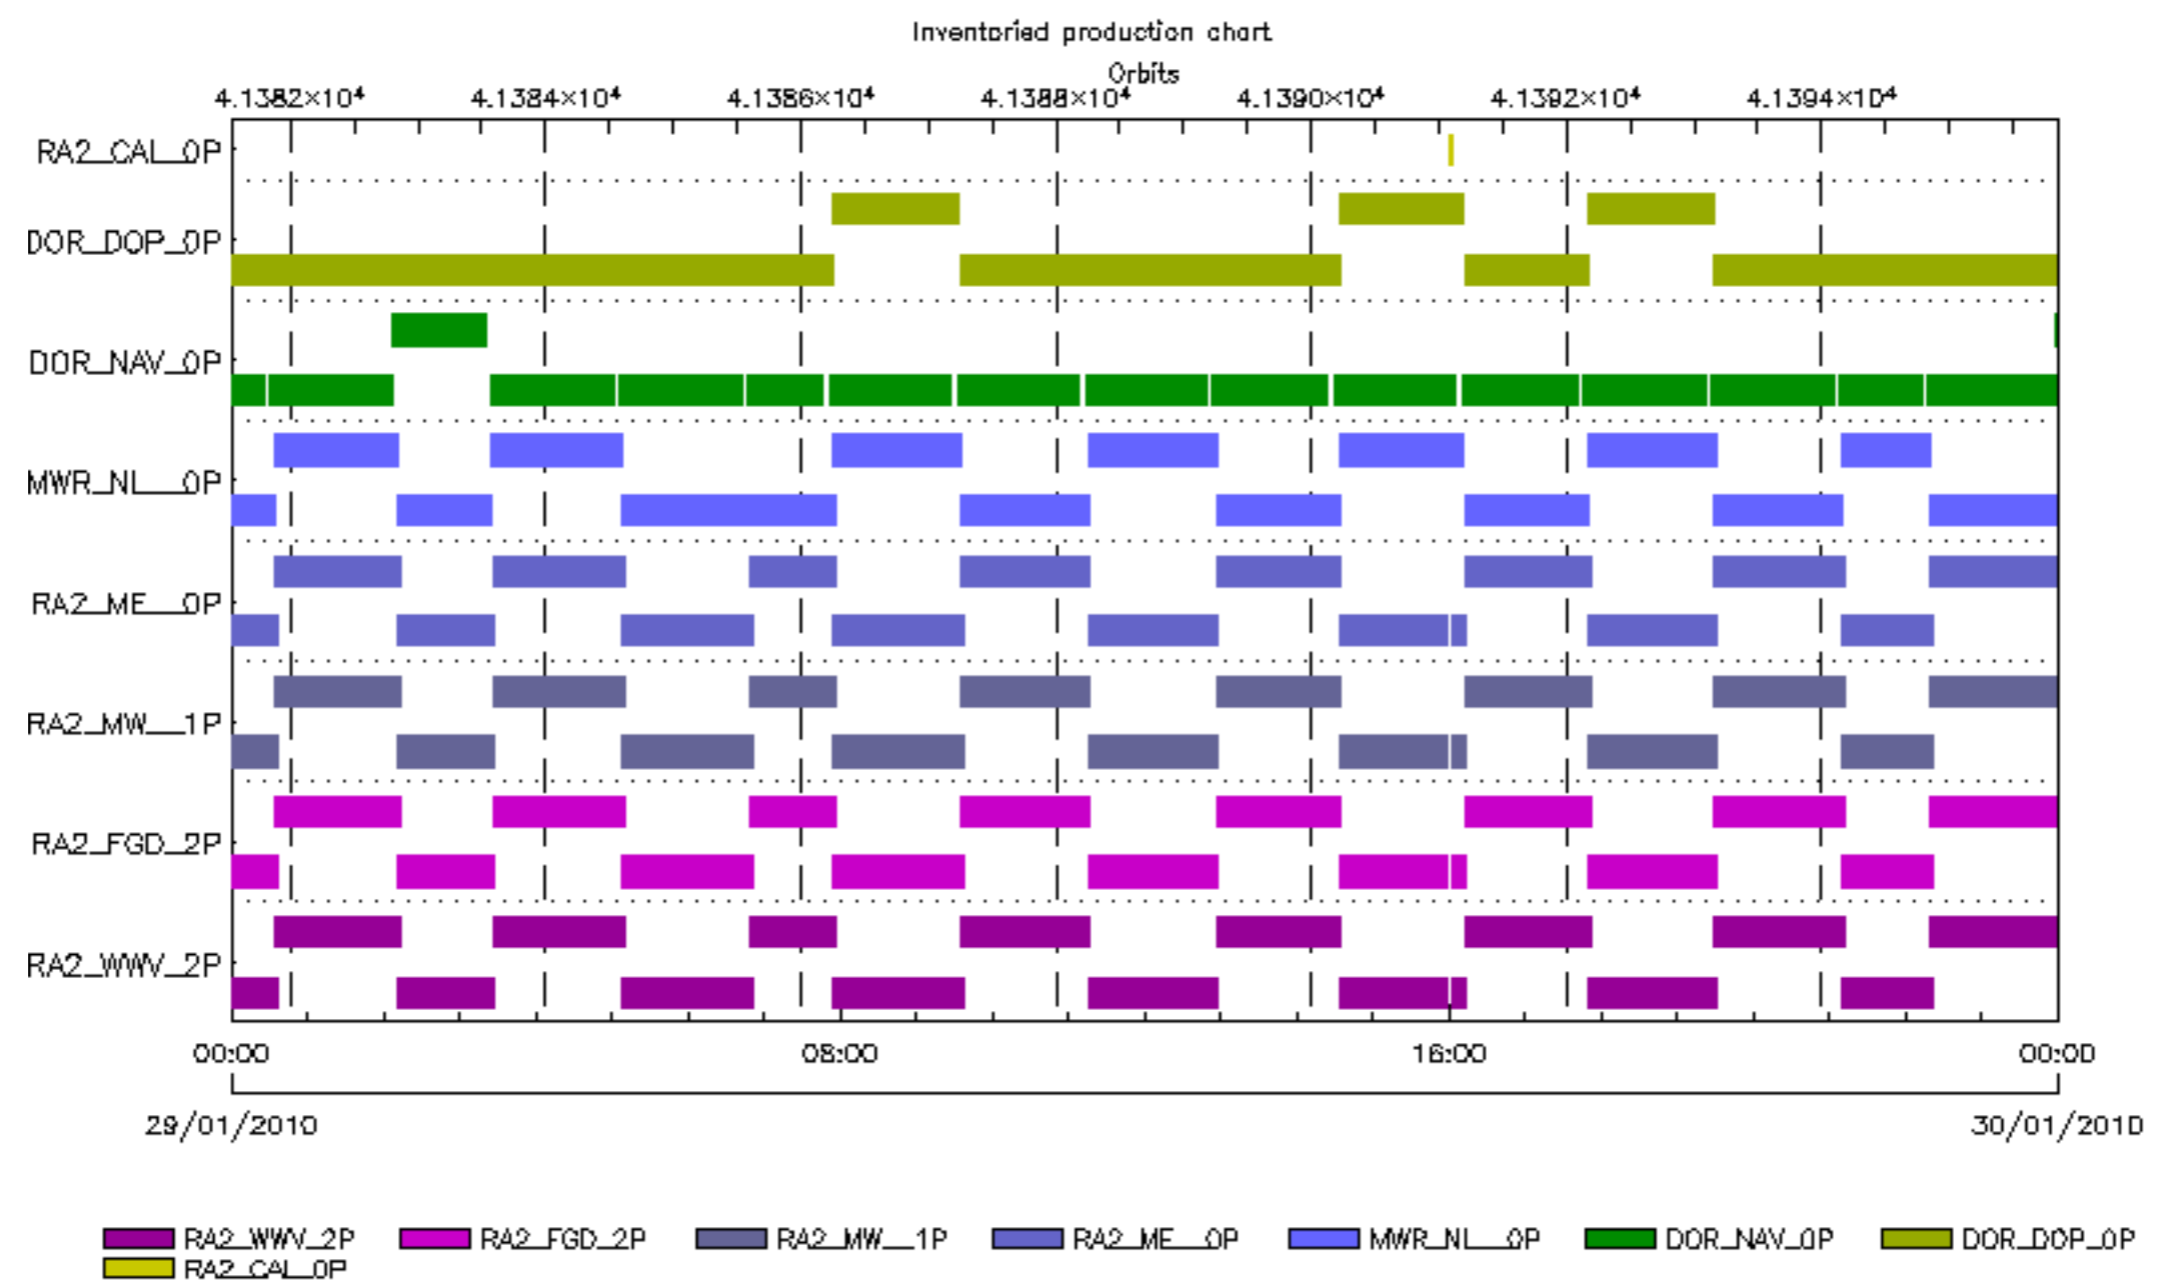 Inventoried production chart
Orbits
4.1382×10⁴ 4.1384×10⁴ 4.1386×10⁴ 4.1388×10⁴ 4.1390×10⁴ 4.1392×10⁴ 4.1394×10⁴
RA2_CAL_0P
DOR_DOP_0P
DOR_NAV_0P
MWR_NL__0P
RA2_ME__0P
RA2_MW__1P
RA2_FGD_2P
RA2_WWV_2P
00:00 08:00 16:00 00:00
29/01/2010 30/01/2010
RA2_WWV_2P RA2_FGD_2P RA2_MW__1P RA2_ME__0P MWR_NL__0P DOR_NAV_0P DOR_DOP_0P
RA2_CAL_0P